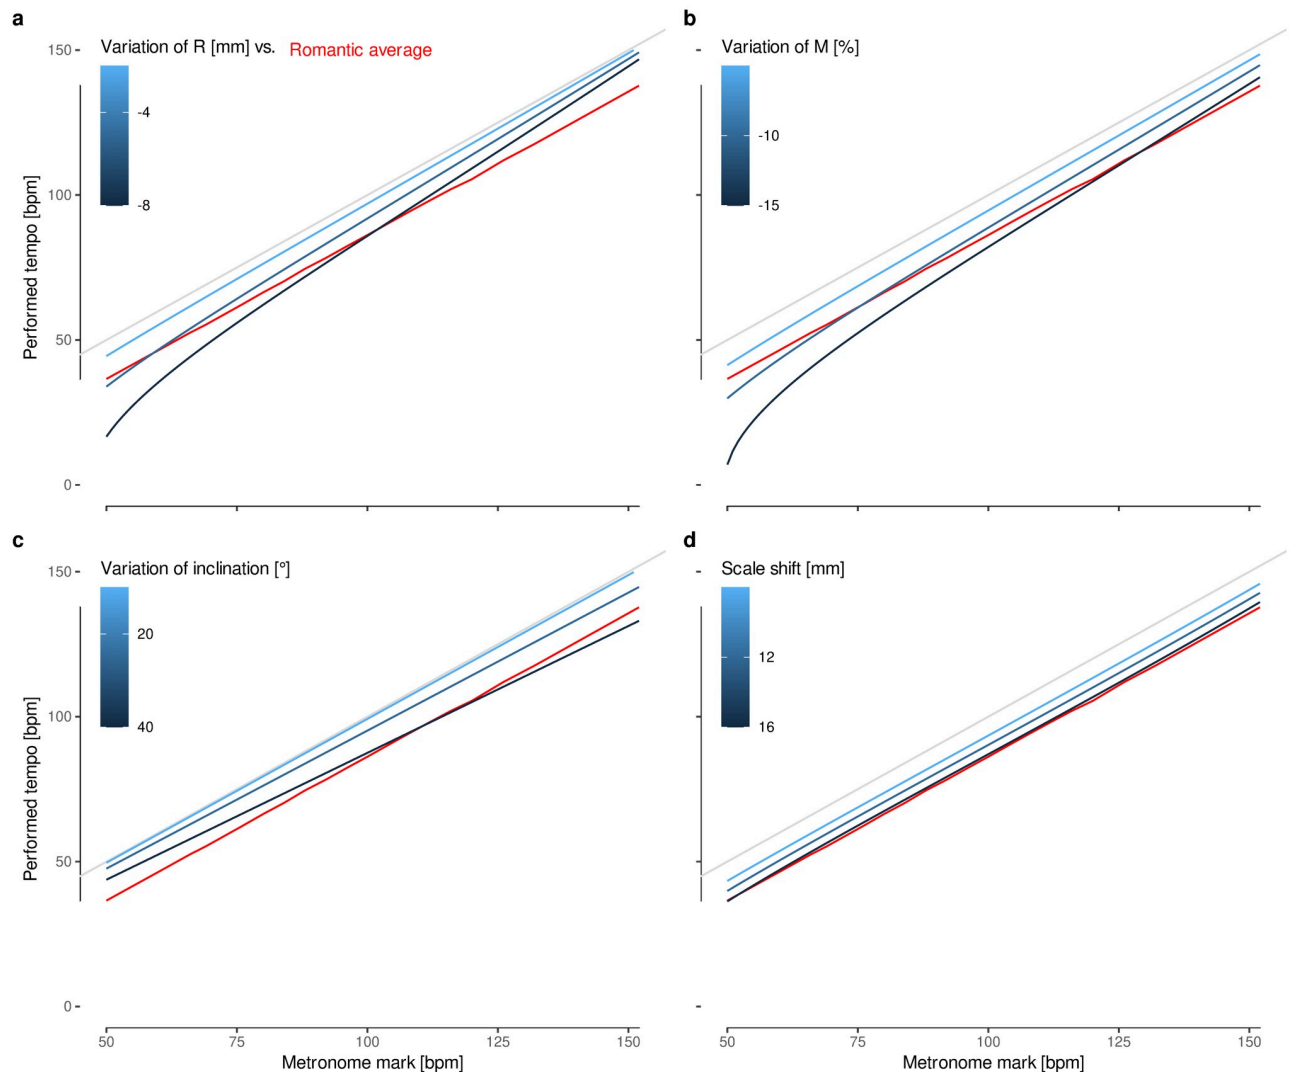 a
Variation of R [mm] vs. Romantic average
-4
-8
150
100
50
0
Performed tempo [bpm]
b
Variation of M [%]
-10
-15
c
Variation of inclination [°]
20
40
150
100
50
0
Performed tempo [bpm]
50 75 100 125 150
Metronome mark [bpm]
d
Scale shift [mm]
12
16
50 75 100 125 150
Metronome mark [bpm]